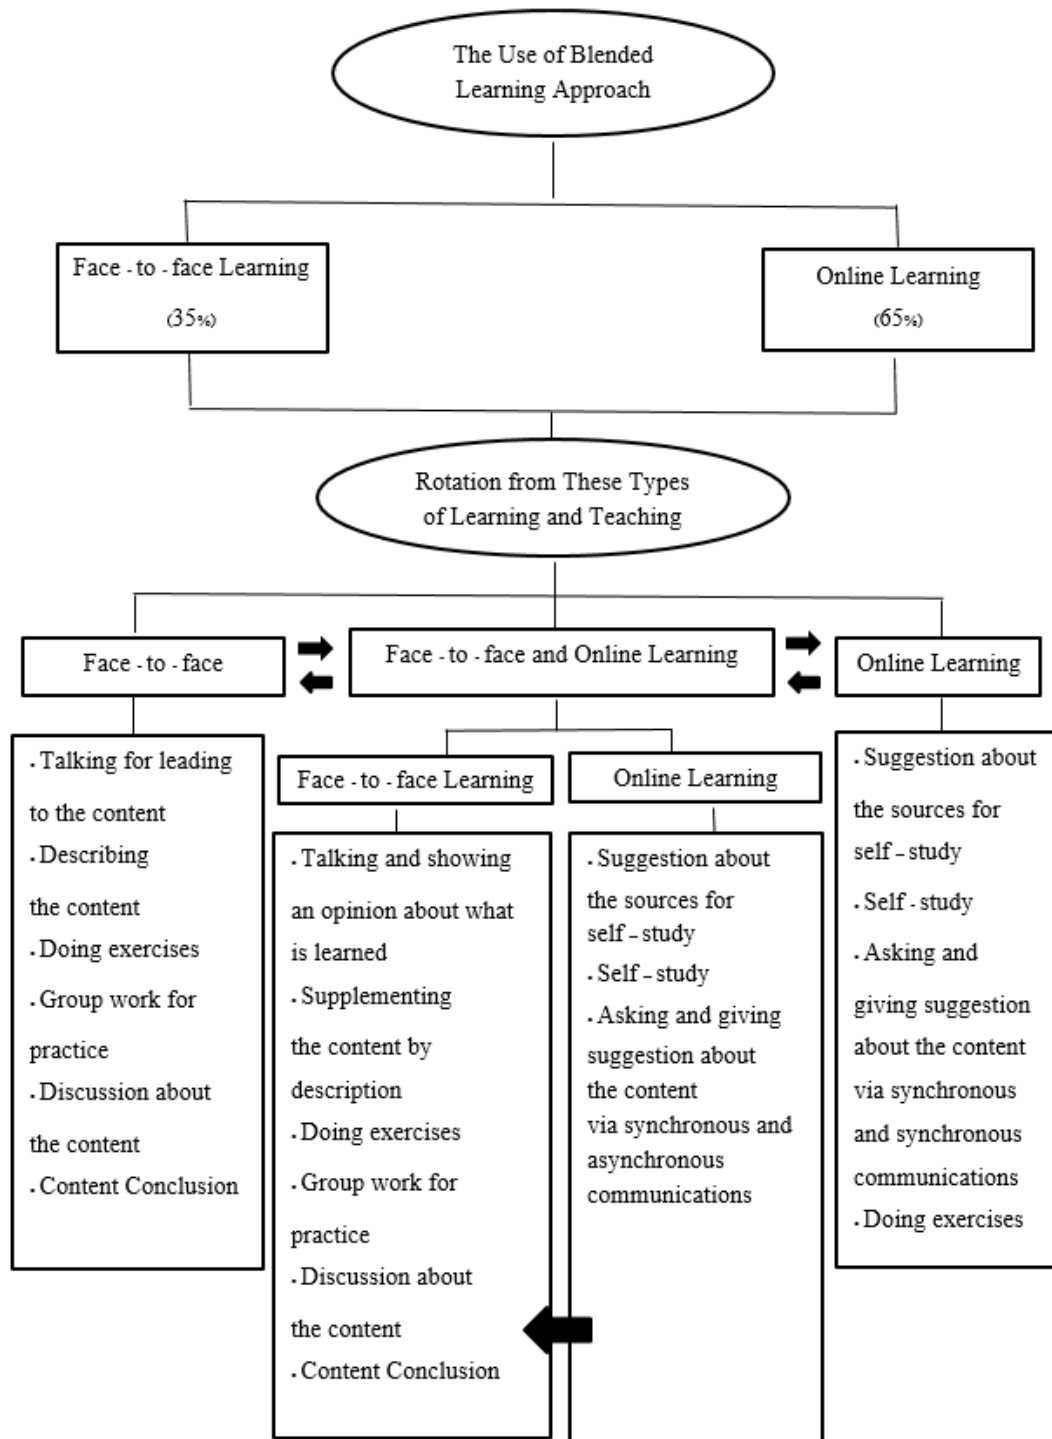 The Use of Blended
Learning Approach
Face - to - face Learning
(35%)
Online Learning
(65%)
Rotation from These Types
of Learning and Teaching
Face - to - face
Face - to - face and Online Learning
Online Learning
. Talking for leading
to the content
. Describing
the content
. Doing exercises
. Group work for
practice
. Discussion about
the content
. Content Conclusion
Face - to - face Learning
. Talking and showing
an opinion about what
is learned
. Supplementing
the content by
description
. Doing exercises
. Group work for
practice
. Discussion about
the content
. Content Conclusion
Online Learning
. Suggestion about
the sources for
self – study
. Self – study
. Asking and giving
suggestion about
the content
via synchronous and
asynchronous
communications
. Suggestion about
the sources for
self – study
. Self - study
. Asking and
giving suggestion
about the content
via synchronous
and synchronous
communications
. Doing exercises